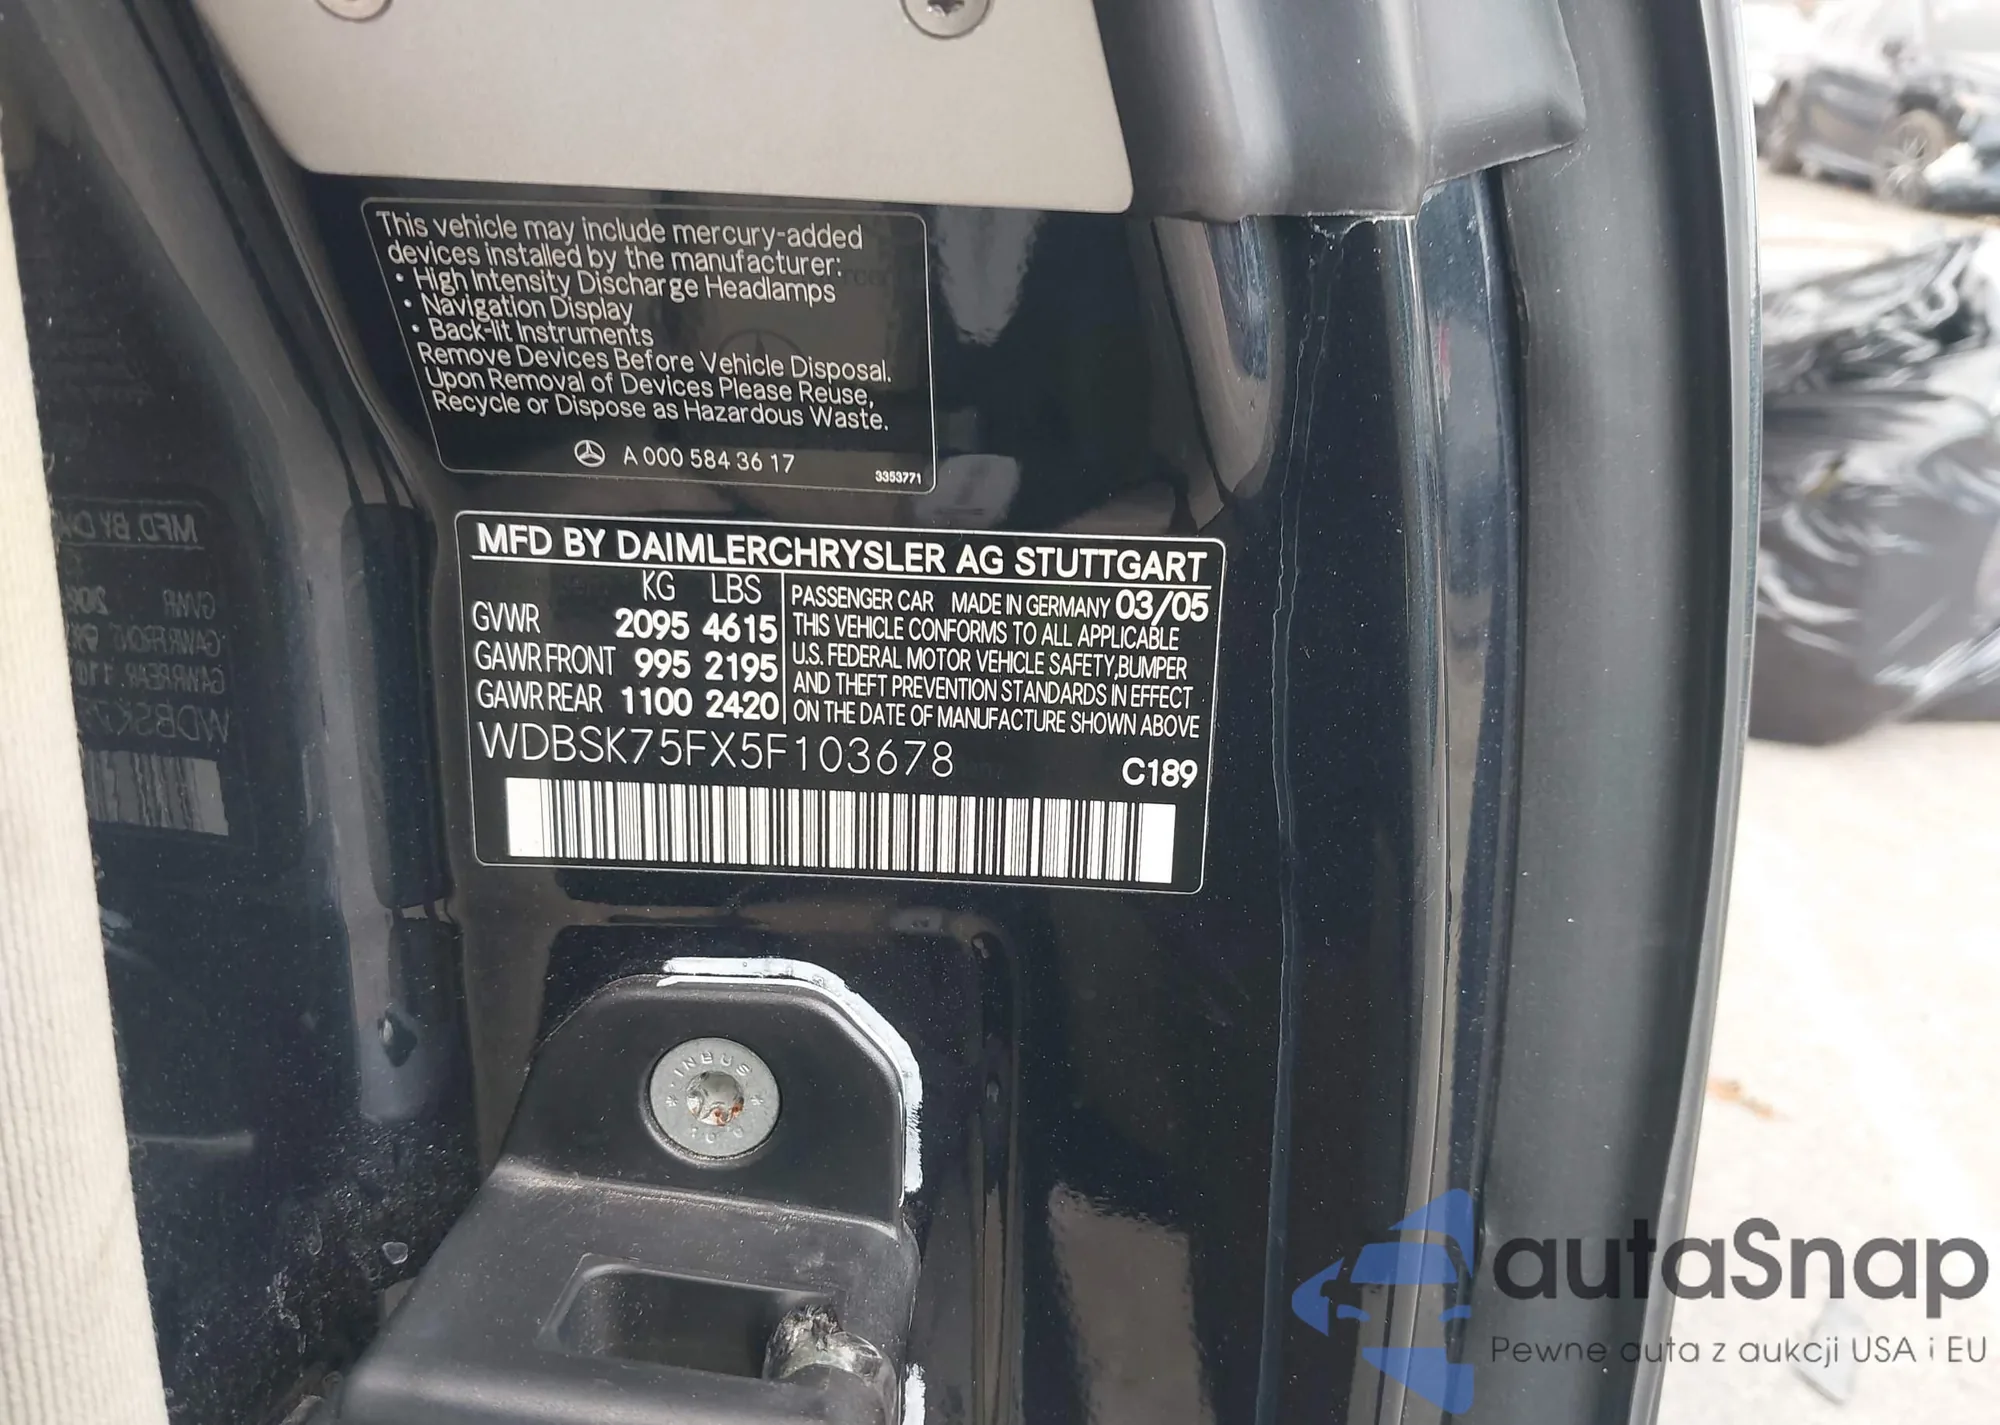 This vehicle may include mercury-added
devices installed by the manufacturer:
• High Intensity Discharge Headlamps
• Navigation Display
• Back-lit Instruments
Remove Devices Before Vehicle Disposal.
Upon Removal of Devices Please Reuse,
Recycle or Dispose as Hazardous Waste.
A 000 584 36 17
3353771
MFD BY DAIMLERCHRYSLER AG STUTTGART
KG LBS
GVWR 2095 4615
GAWR FRONT 995 2195
GAWR REAR 1100 2420
PASSENGER CAR MADE IN GERMANY 03/05
THIS VEHICLE CONFORMS TO ALL APPLICABLE
U.S. FEDERAL MOTOR VEHICLE SAFETY,BUMPER
AND THEFT PREVENTION STANDARDS IN EFFECT
ON THE DATE OF MANUFACTURE SHOWN ABOVE
WDBSK75FX5F103678
C189
INBUS
autaSnap
Pewne auta z aukcji USA i EU